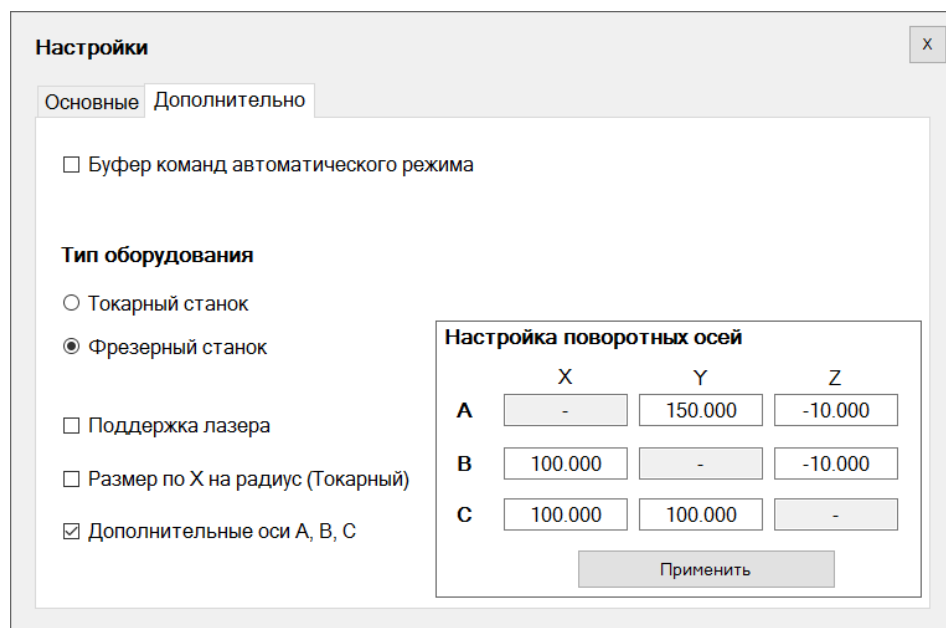 Настройки
X
Основные Дополнительно
Буфер команд автоматического режима
Тип оборудования
Токарный станок
Фрезерный станок
Поддержка лазера
Размер по X на радиус (Токарный)
Дополнительные оси A, B, C
Настройка поворотных осей
X Y Z
A - 150.000 -10.000
B 100.000 - -10.000
C 100.000 100.000 -
Применить